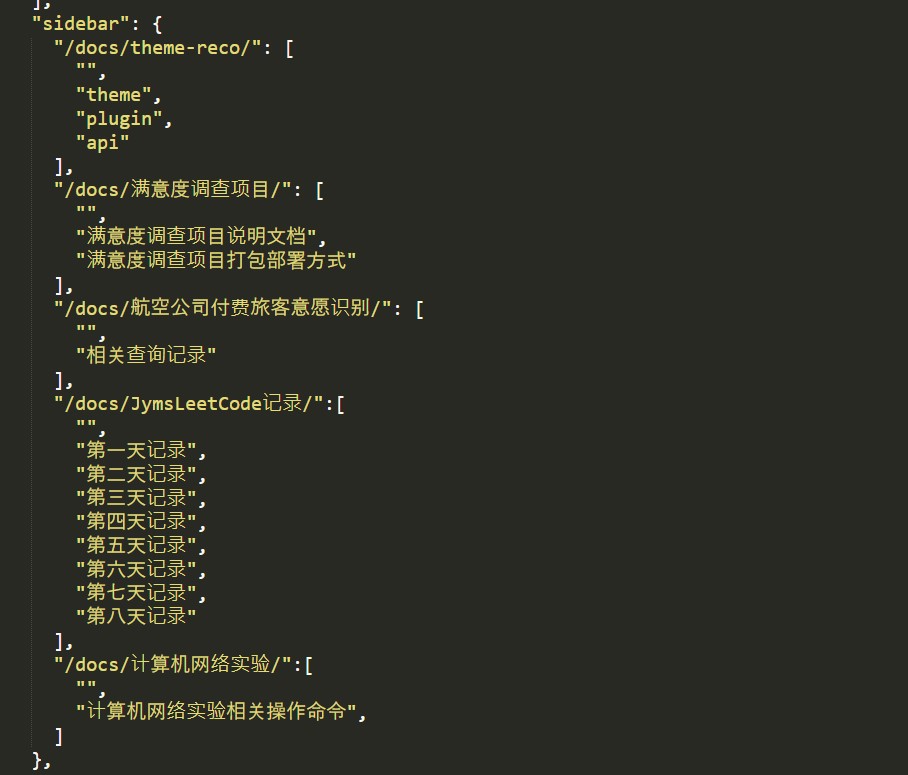 ],
"sidebar": {
"/docs/theme-reco/": [
"",
"theme",
"plugin",
"api"
],
"/docs/满意度调查项目/": [
"",
"满意度调查项目说明文档",
"满意度调查项目打包部署方式"
],
"/docs/航空公司付费旅客意愿识别/": [
"",
"相关查询记录"
],
"/docs/JymsLeetCode记录/":[
"",
"第一天记录",
"第二天记录",
"第三天记录",
"第四天记录",
"第五天记录",
"第六天记录",
"第七天记录",
"第八天记录"
],
"/docs/计算机网络实验/":[
"",
"计算机网络实验相关操作命令",
]
},